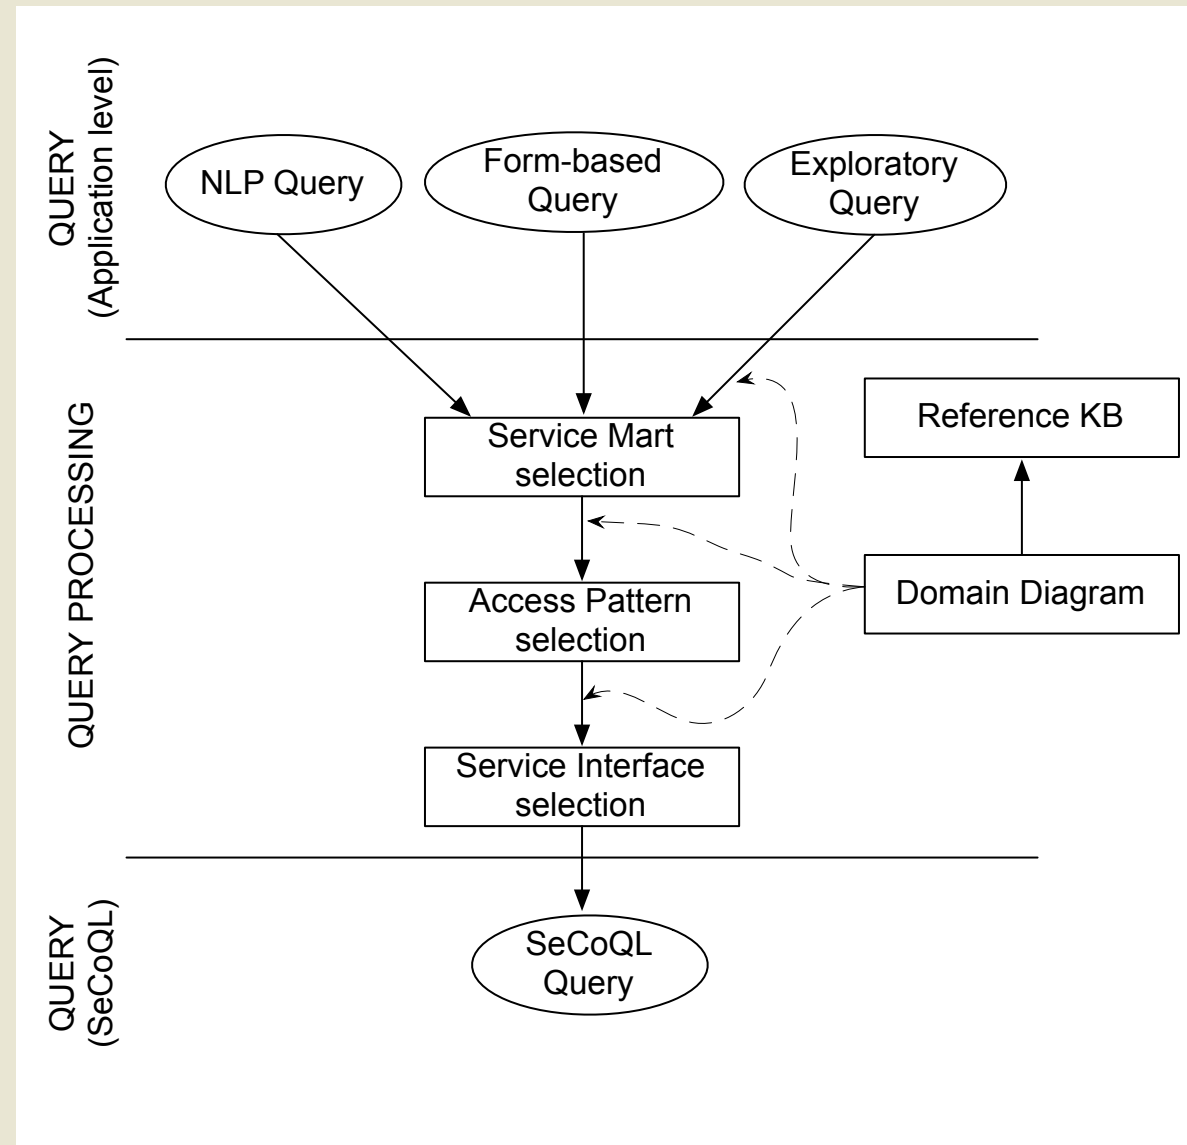 QUERY
(Application level)
NLP Query
Form-based
Query
Exploratory
Query
QUERY PROCESSING
Service Mart
selection
Reference KB
Access Pattern
selection
Domain Diagram
Service Interface
selection
QUERY
(SeCoQL)
SeCoQL
Query